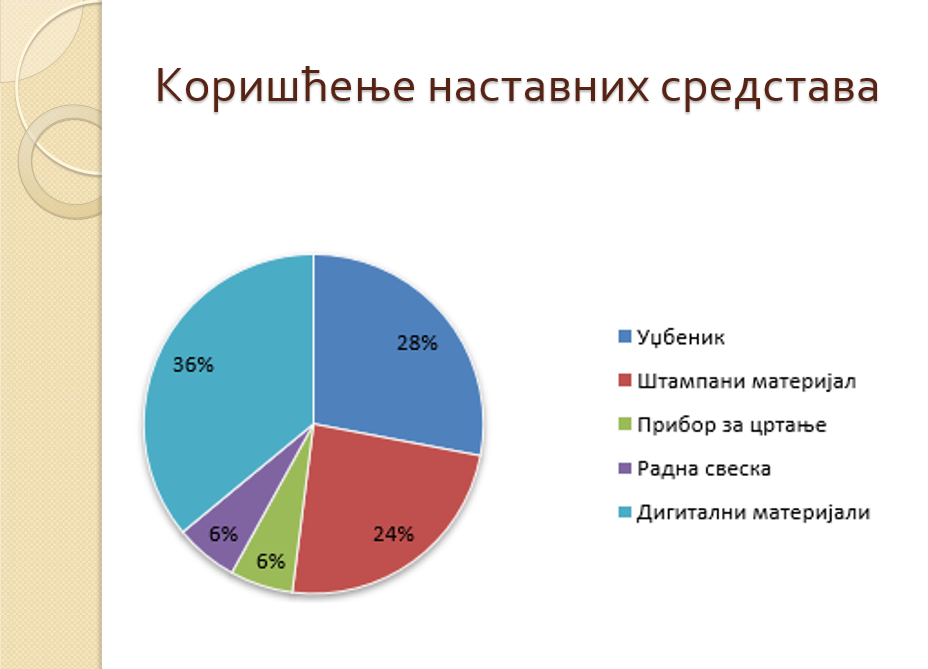 Коришћење наставних средстава
28%
36%
24%
6%
6%
Уџбеник
Штампани материјал
Прибор за цртање
Радна свеска
Дигитални материјали